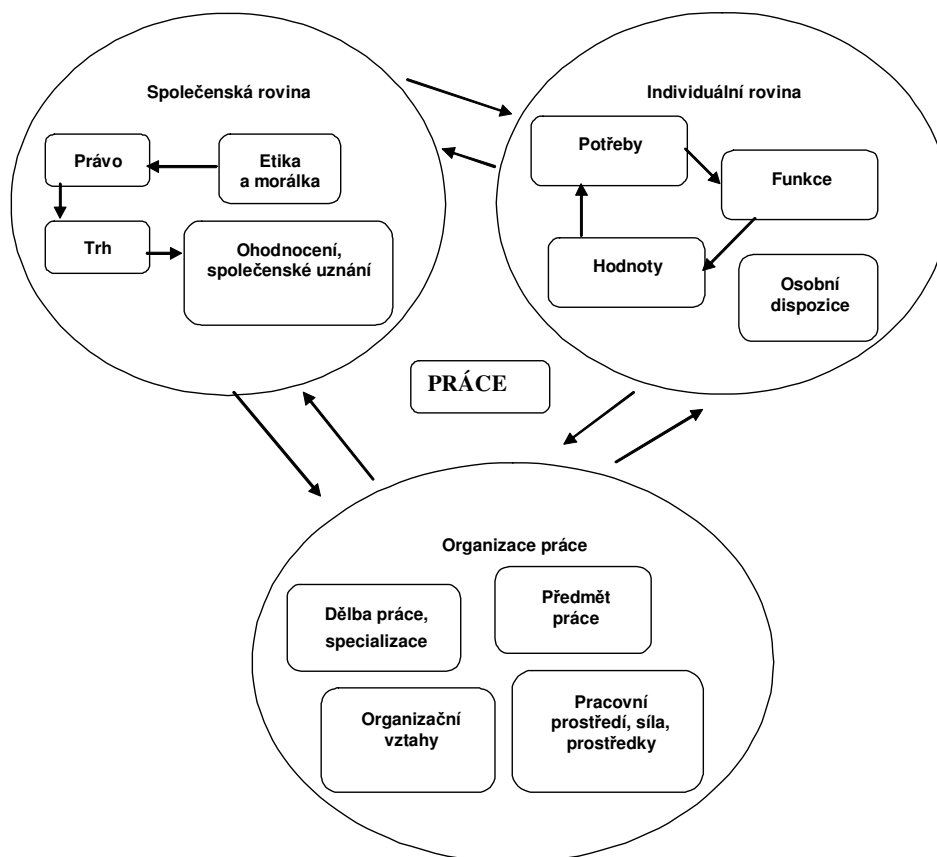 Společenská rovina
Právo
Etika
a morálka
Trh
Ohodnocení,
společenské uznání
Individuální rovina
Potřeby
Funkce
Hodnoty
Osobní
dispozice
PRÁCE
Organizace práce
Dělba práce,
specializace
Předmět
práce
Organizační
vztahy
Pracovní
prostředí, síla,
prostředky